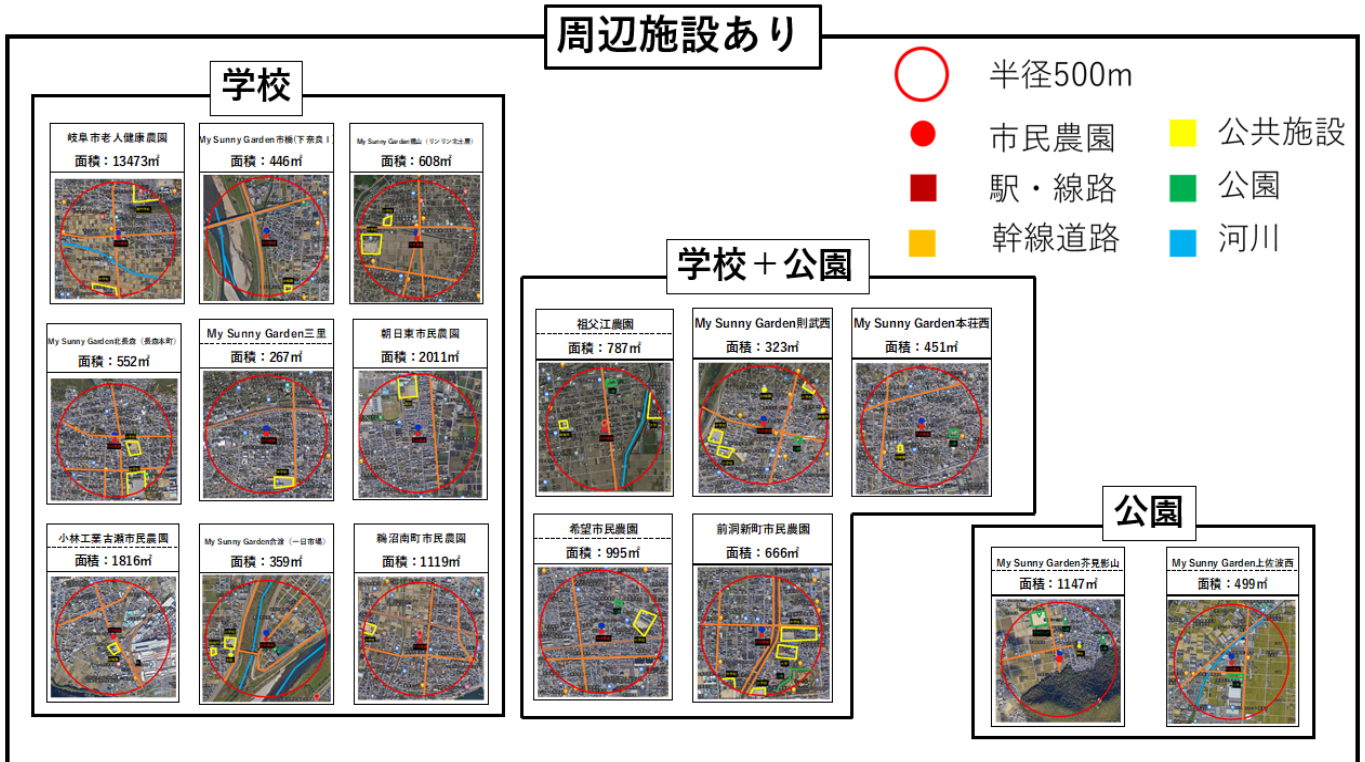 周辺施設あり
半径500m
市民農園
公共施設
駅・線路
公園
幹線道路
河川
学校
岐阜市老人健康農園
面積：13473㎡
My Sunny Garden市橋(下奈良Ⅰ)
面積：446㎡
My Sunny Garden鷺山（リンリン北土居）
面積：608㎡
My Sunny Garden北長森（長森本町）
面積：552㎡
My Sunny Garden三里
面積：267㎡
朝日東市民農園
面積：2011㎡
小林工業古瀬市民農園
面積：1816㎡
My Sunny Garden合渡（一日市場）
面積：359㎡
鵜沼南町市民農園
面積：1119㎡
学校＋公園
祖父江農園
面積：787㎡
My Sunny Garden則武西
面積：323㎡
My Sunny Garden本荘西
面積：451㎡
希望市民農園
面積：995㎡
前洞新町市民農園
面積：666㎡
公園
My Sunny Garden芥見影山
面積：1147㎡
My Sunny Garden上佐波西
面積：499㎡